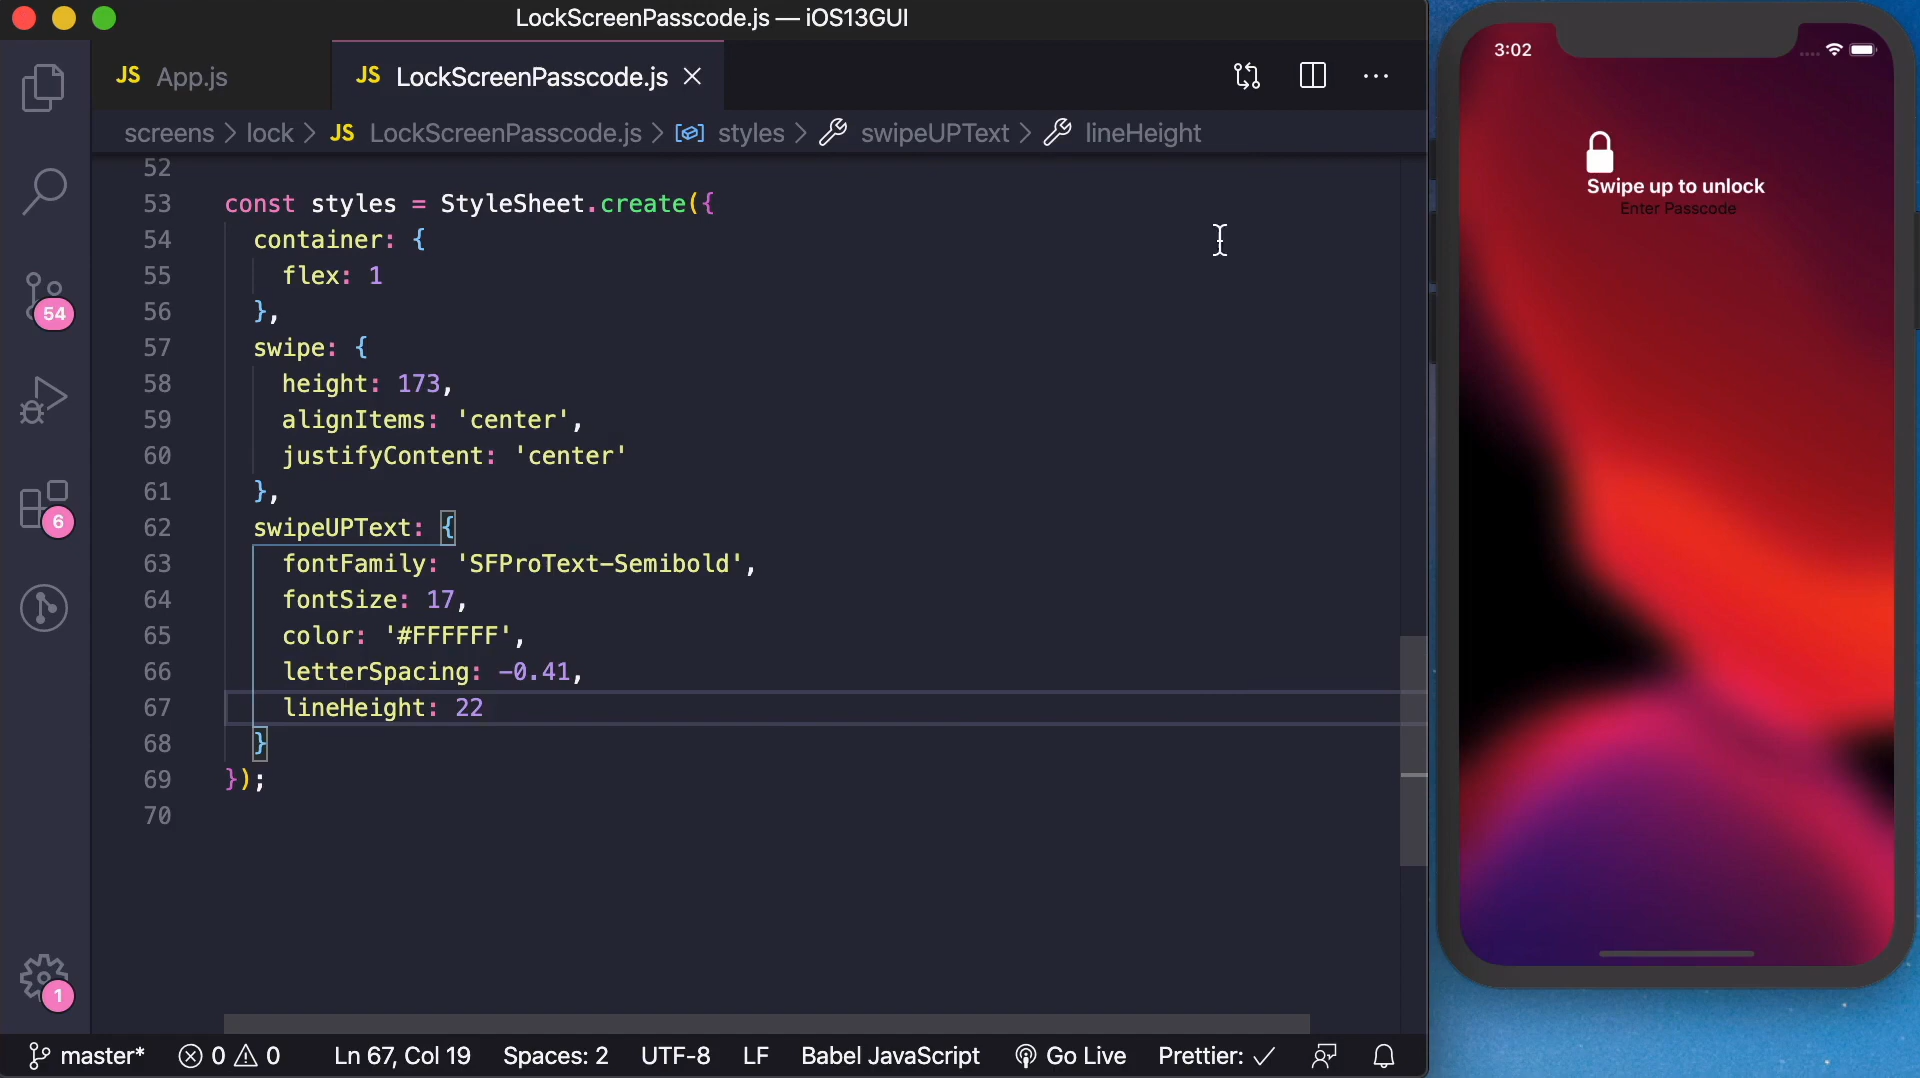 LockScreenPasscode.js — iOS13GUI
JS App.js
JS LockScreenPasscode.js
screens > lock > JS LockScreenPasscode.js > styles > swipeUPText > lineHeight
52
53 const styles = StyleSheet.create({
54 container: {
55 flex: 1
56 },
57 swipe: {
58 height: 173,
59 alignItems: 'center',
60 justifyContent: 'center'
61 },
62 swipeUPText: {
63 fontFamily: 'SFProText-Semibold',
64 fontSize: 17,
65 color: '#FFFFFF',
66 letterSpacing: -0.41,
67 lineHeight: 22
68 }
69 });
70
54
6
1
master* 0 0 Ln 67, Col 19 Spaces: 2 UTF-8 LF Babel JavaScript Go Live Prettier: ✓
3:02
Swipe up to unlock
Enter Passcode